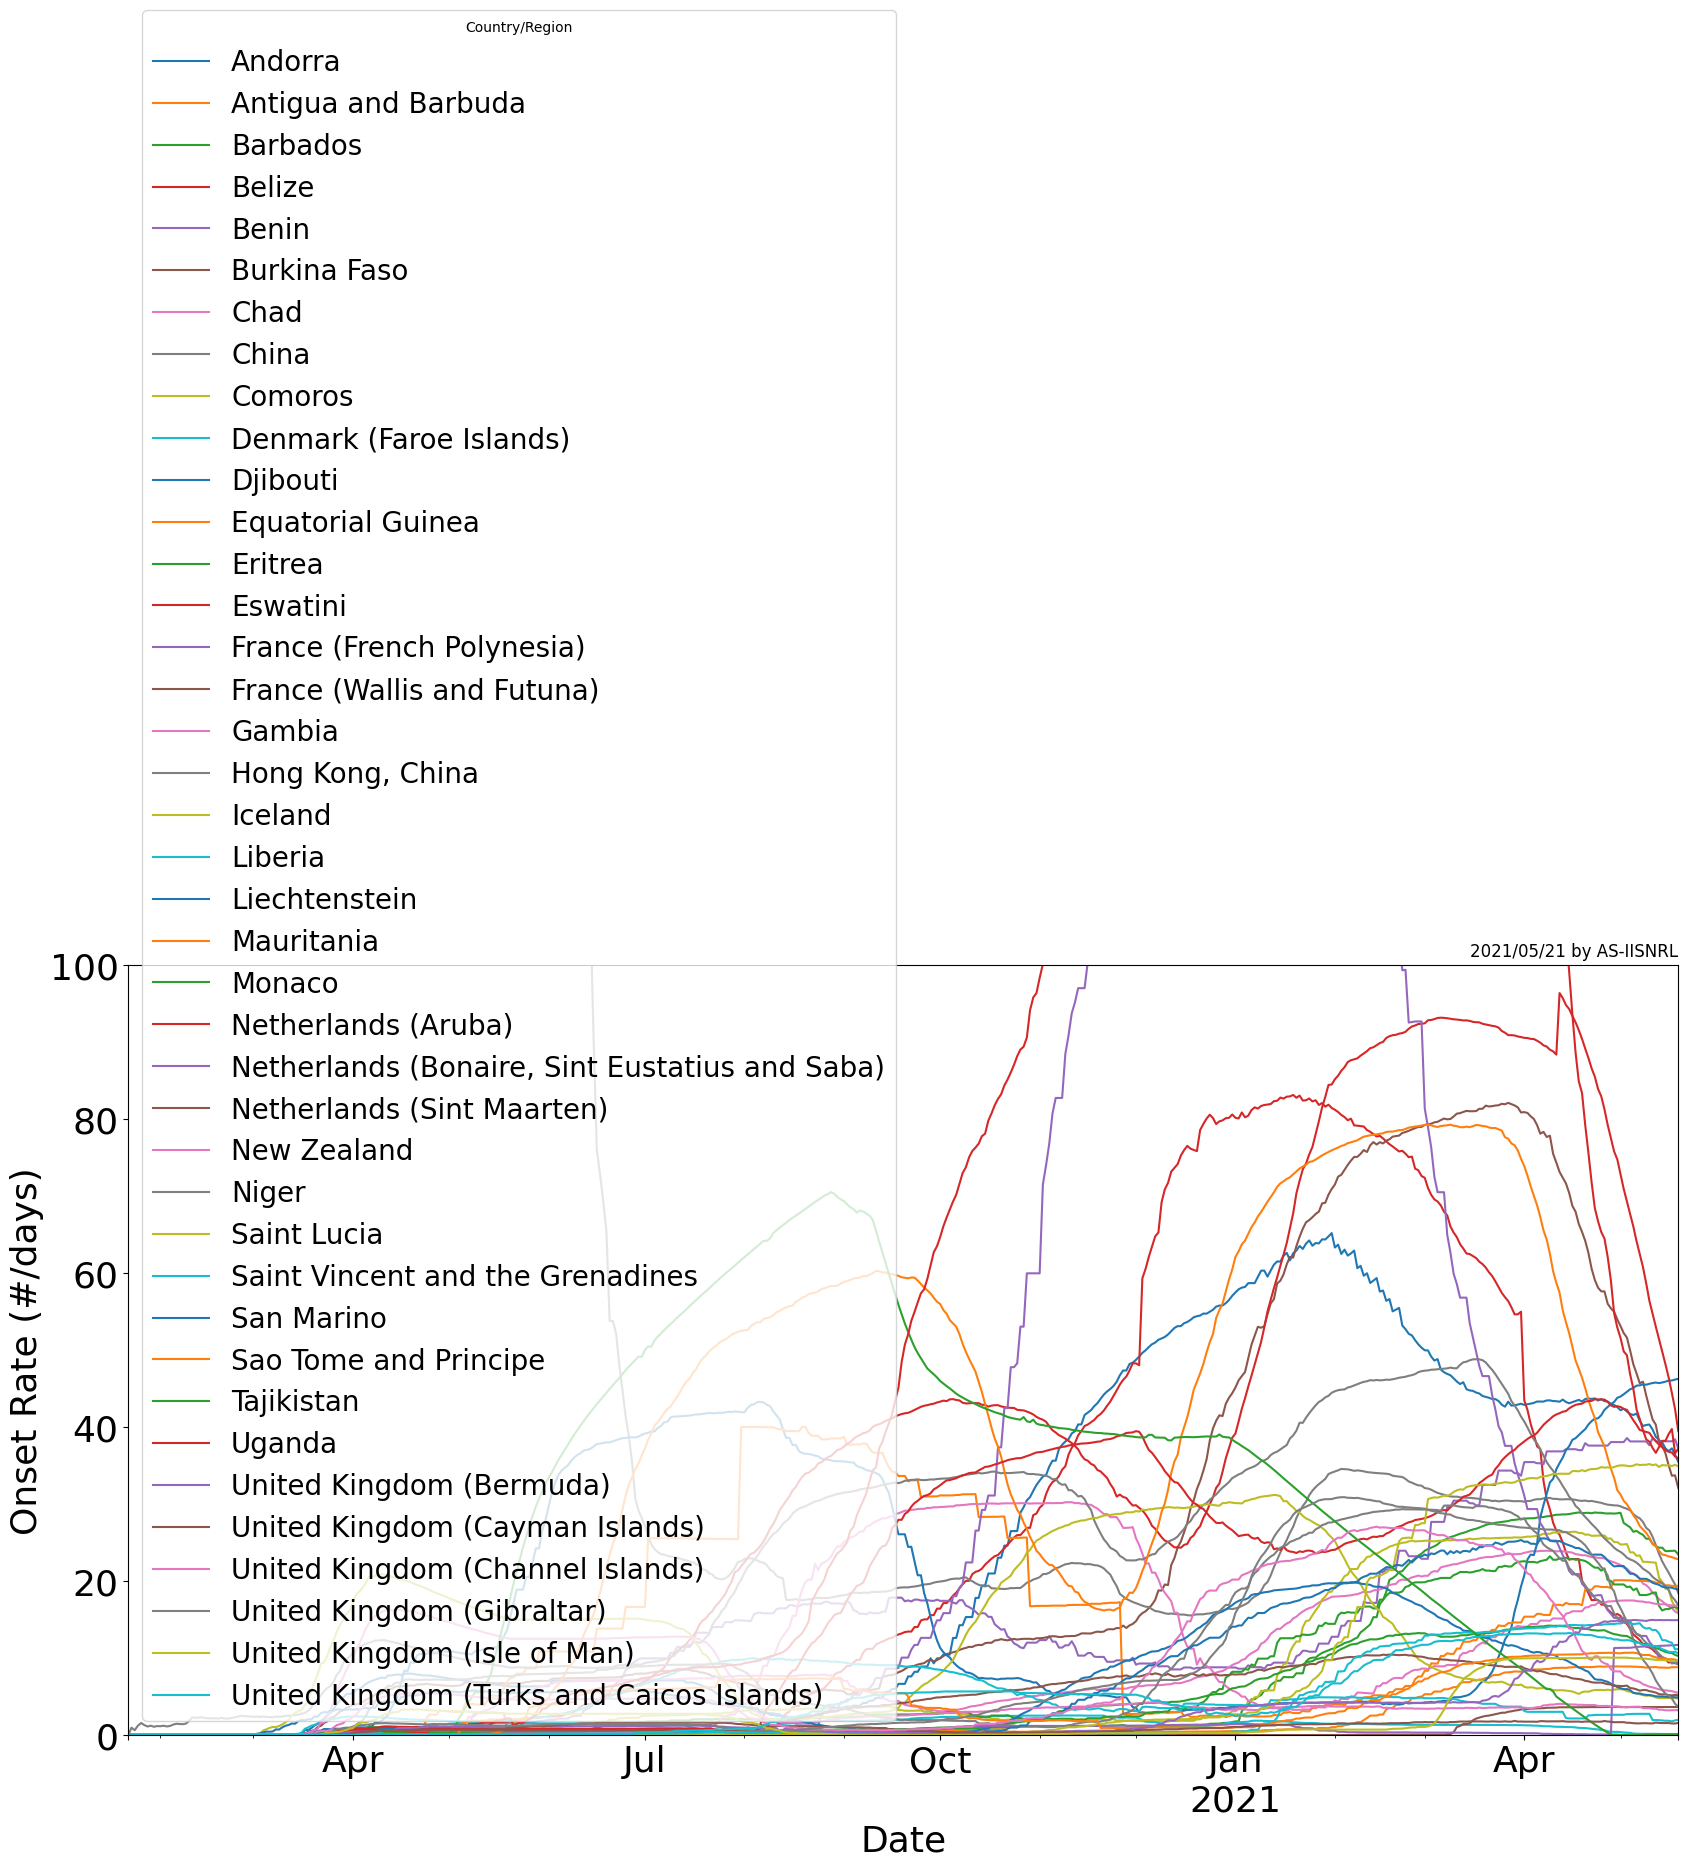 Country/Region
Andorra
Antigua and Barbuda
Barbados
Belize
Benin
Burkina Faso
Chad
China
Comoros
Denmark (Faroe Islands)
Djibouti
Equatorial Guinea
Eritrea
Eswatini
France (French Polynesia)
France (Wallis and Futuna)
Gambia
Hong Kong, China
Iceland
Liberia
Liechtenstein
Mauritania
Monaco
Netherlands (Aruba)
Netherlands (Bonaire, Sint Eustatius and Saba)
Netherlands (Sint Maarten)
New Zealand
Niger
Saint Lucia
Saint Vincent and the Grenadines
San Marino
Sao Tome and Principe
Tajikistan
Uganda
United Kingdom (Bermuda)
United Kingdom (Cayman Islands)
United Kingdom (Channel Islands)
United Kingdom (Gibraltar)
United Kingdom (Isle of Man)
United Kingdom (Turks and Caicos Islands)
2021/05/21 by AS-IISNRL
Onset Rate (#/days)
100
80
60
40
20
0
Apr
Jul
Oct
Jan
2021
Apr
Date